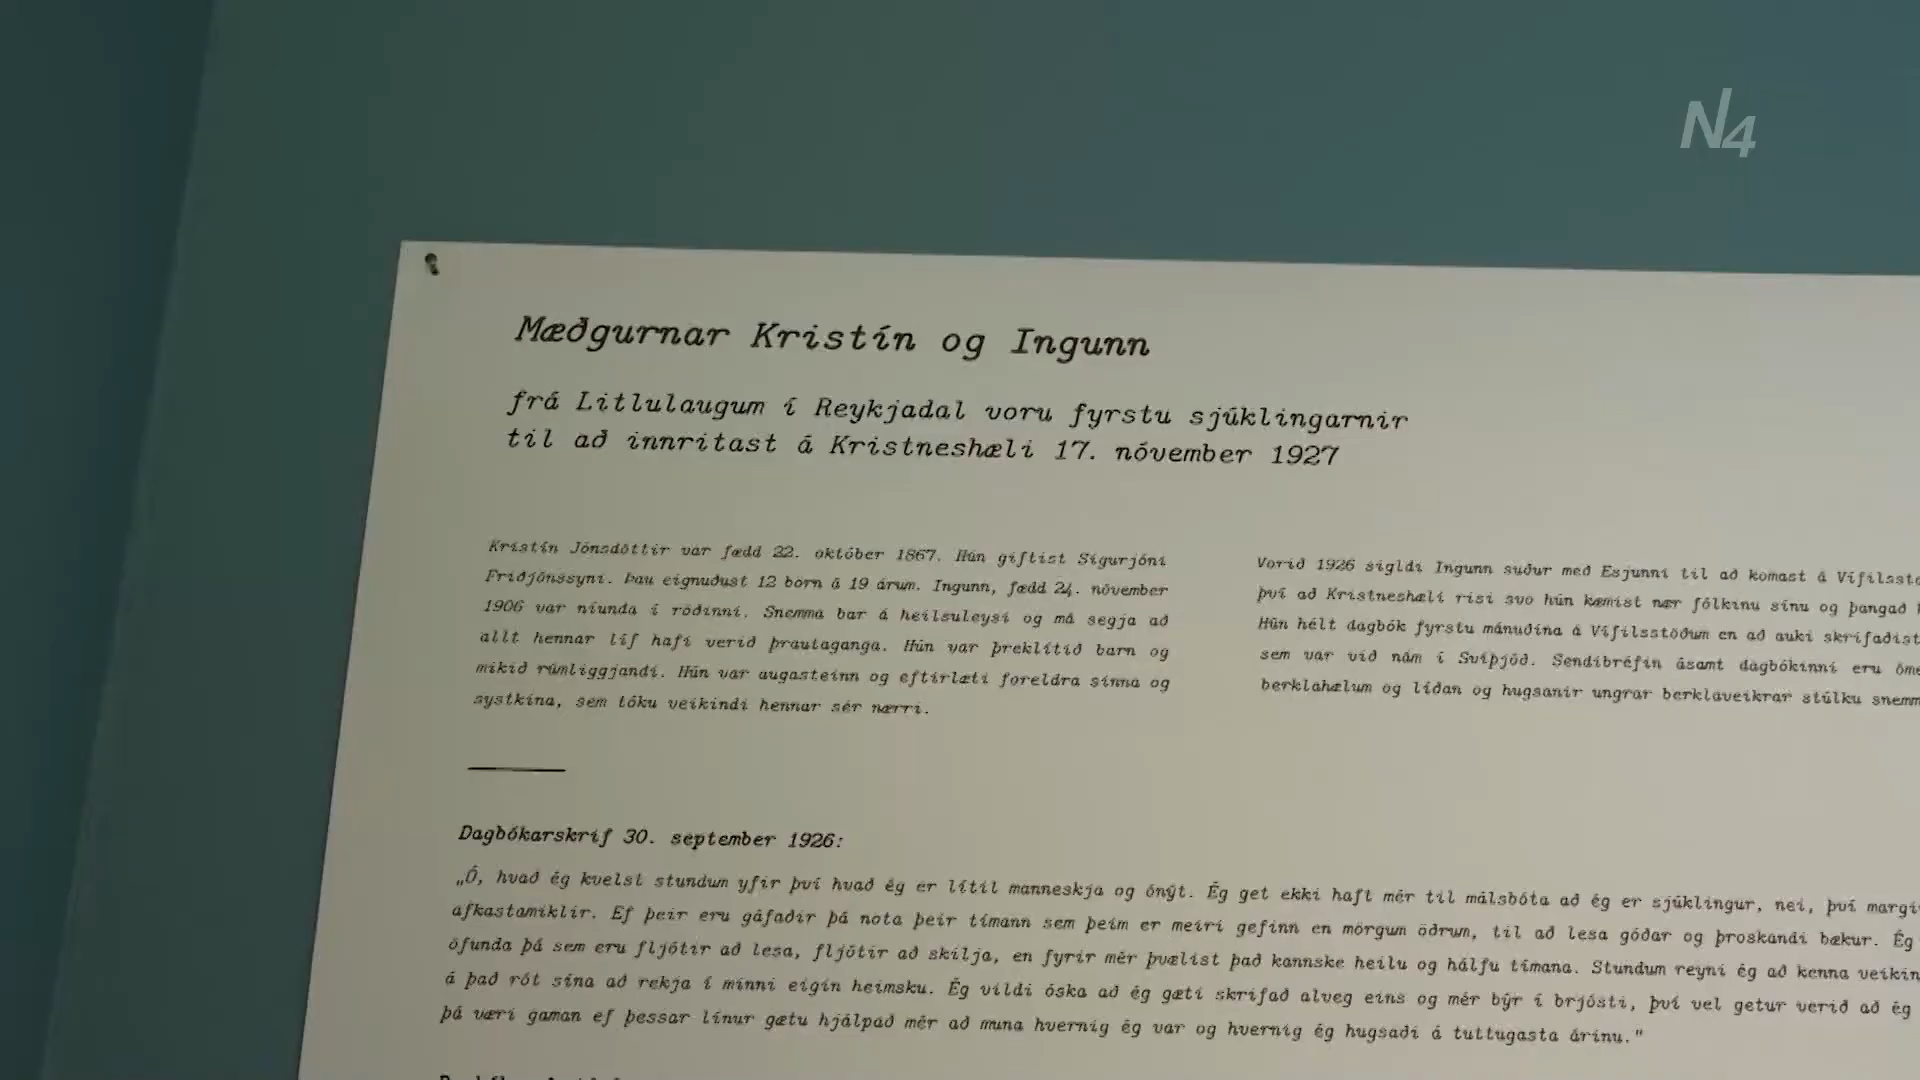 N4
Mæðgurnar Kristín og Ingunn
frá Litlulaugum í Reykjadal voru fyrstu sjúklingarnir
til að innritast á Kristneshæli 17. nóvember 1927
Kristín Jónsdóttir var fædd 22. október 1867. Hún giftist Sigurjóni
Friðjónssyni. Þau eignuðust 12 börn á 19 árum. Ingunn, fædd 24. nóvember
1906 var níunda í röðinni. Snemma bar á heilsuleysi og má segja að
allt hennar líf hafi verið þrautaganga. Hún var þreklítið barn og
mikið rúmliggjandi. Hún var augasteinn og eftirlæti foreldra sinna og
systkina, sem tóku veikindi hennar sér nærri.
Vorið 1926 sigldi Ingunn suður með Esjunni til að komast á
því að Kristneshæli risi svo hún kæmist nær fólkinu sínu og þangað
Hún hélt dagbók fyrstu mánuðina á Vífilsstöðum en að auki skrifaðist
sem var við nám í Svíþjóð. Sendibréfin ásamt dagbókinni eru
berklahælum og líðan og hugsanir ungrar berklaveikrar stúlku
Dagbókarskrif 30. september 1926:
„Ó, hvað ég kvelst stundum yfir því hvað ég er lítil manneskja og ónýt. Ég get ekki haft mér til málsbóta að ég er sjúklingur, nei, því
afkastamiklir. Ef þeir eru gáfaðir þá nota þeir tímann sem þeim er meiri gefinn en mörgum öðrum, til að lesa góðar og þroskandi bækur. Ég
öfunda þá sem eru fljótir að lesa, fljótir að skilja, en fyrir mér þvælist það kannske heilu og hálfu tímana. Stundum reyni ég að kenna
á það rót sína að rekja í minni eigin heimsku. Ég vildi óska að ég gæti skrifað alveg eins og mér býr í brjósti, því vel getur verið að ég
þá væri gaman ef þessar línur gætu hjálpað mér að muna hvernig ég var og hvernig ég hugsaði á tuttugasta árinu."